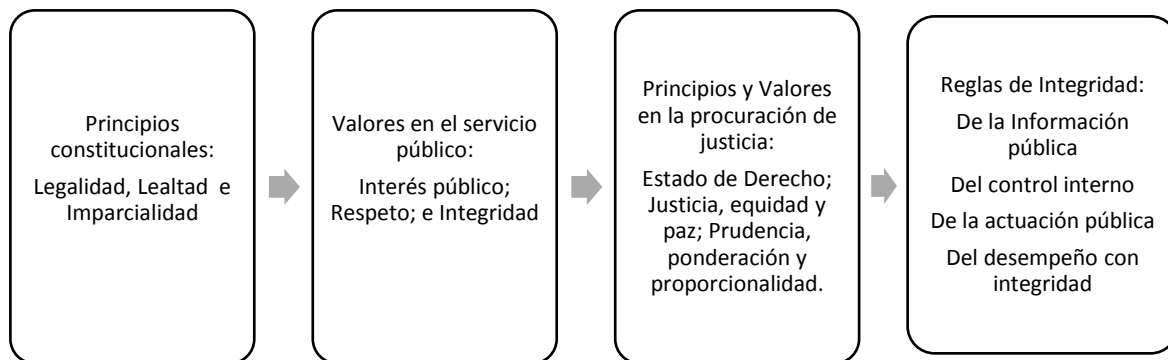 Principios
constitucionales:
Legalidad, Lealtad e
Imparcialidad
Valores en el servicio
público:
Interés público;
Respeto; e Integridad
Principios y Valores
en la procuración de
justicia:
Estado de Derecho;
Justicia, equidad y
paz; Prudencia,
ponderación y
proporcionalidad.
Reglas de Integridad:
De la Información
pública
Del control interno
De la actuación pública
Del desempeño con
integridad